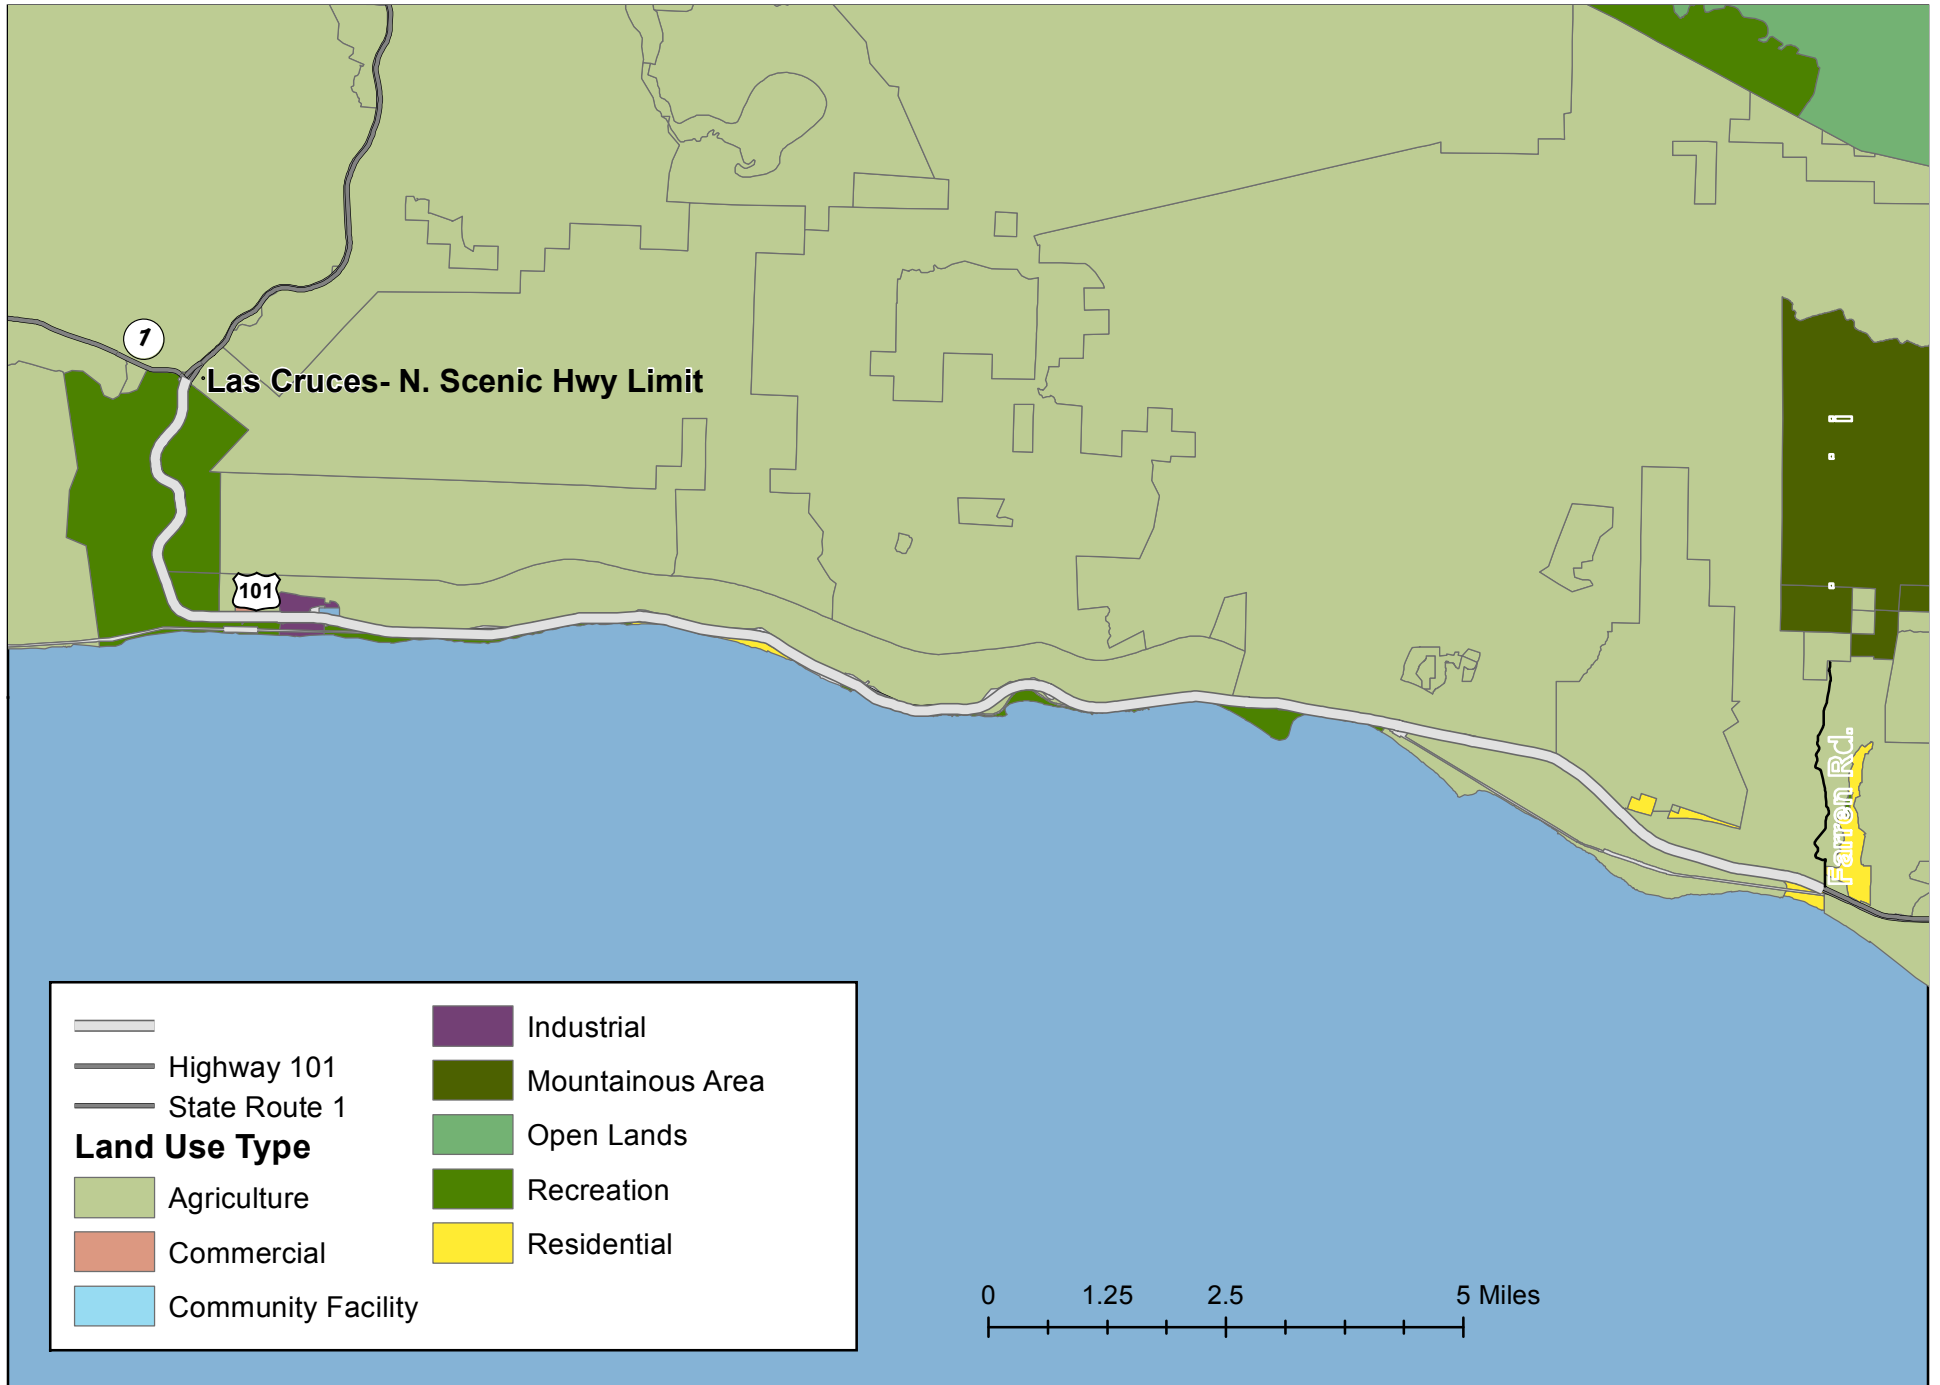 1
Las Cruces- N. Scenic Hwy Limit
101
Farren Rd.
Highway 101
State Route 1
Land Use Type
Agriculture
Commercial
Community Facility
Industrial
Mountainous Area
Open Lands
Recreation
Residential
0 1.25 2.5 5 Miles